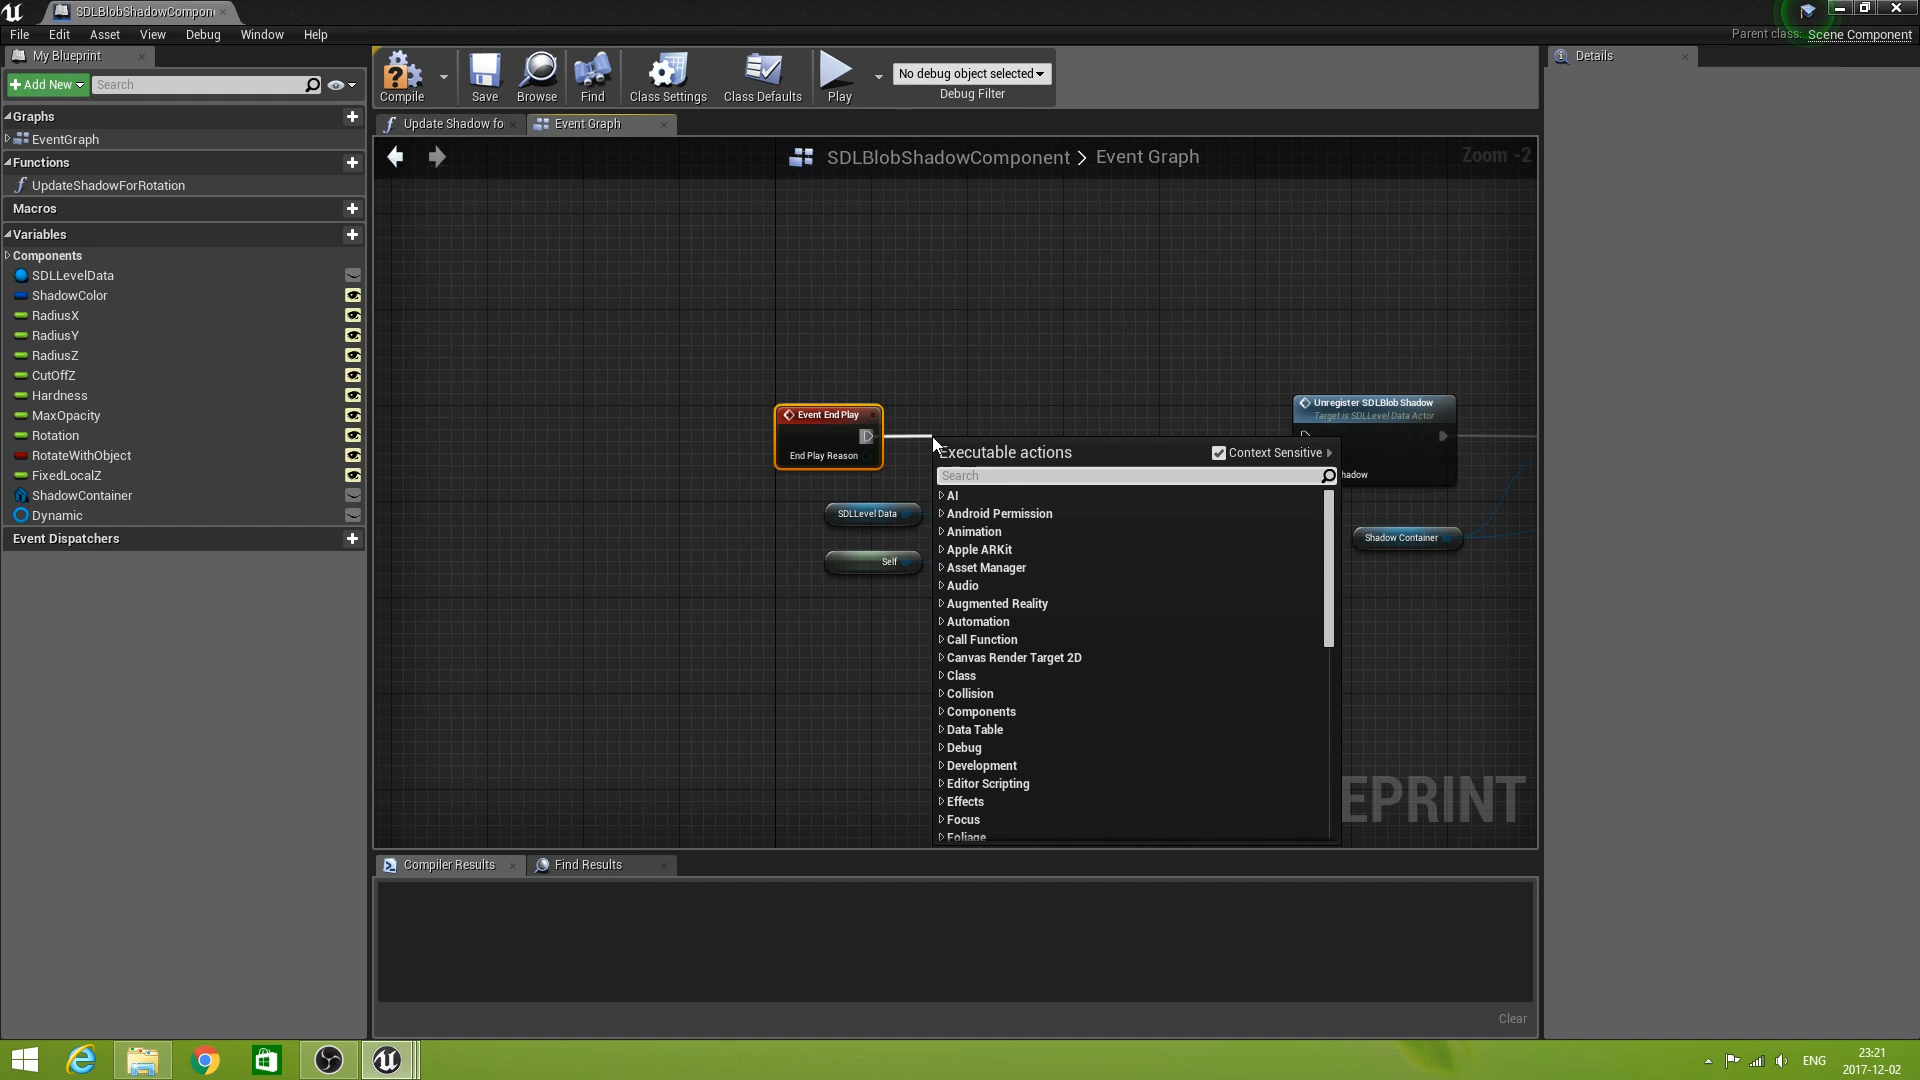 SDLBlobShadowCompon
File Edit Asset View Debug Window Help
Parent class: Scene Component
My Blueprint
Add New
Search
Graphs
EventGraph
Functions
UpdateShadowForRotation
Macros
Variables
Components
SDLLevelData
ShadowColor
RadiusX
RadiusY
RadiusZ
CutOffZ
Hardness
MaxOpacity
Rotation
RotateWithObject
FixedLocalZ
ShadowContainer
Dynamic
Event Dispatchers
Compile
Save
Browse
Find
Class Settings
Class Defaults
Play
No debug object selected
Debug Filter
Update Shadow fo
Event Graph
SDLBlobShadowComponent > Event Graph
Zoom -2
Event End Play
End Play Reason
SDLLevel Data
Self
Unregister SDLBlob Shadow
Target is SDLLevel Data Actor
hadow
Shadow Container
Executable actions
Context Sensitive
Search
AI
Android Permission
Animation
Apple ARKit
Asset Manager
Audio
Augmented Reality
Automation
Call Function
Canvas Render Target 2D
Class
Collision
Components
Data Table
Debug
Development
Editor Scripting
Effects
Focus
Foliage
EPRINT
Compiler Results
Find Results
Clear
Details
ENG
23:21
2017-12-02